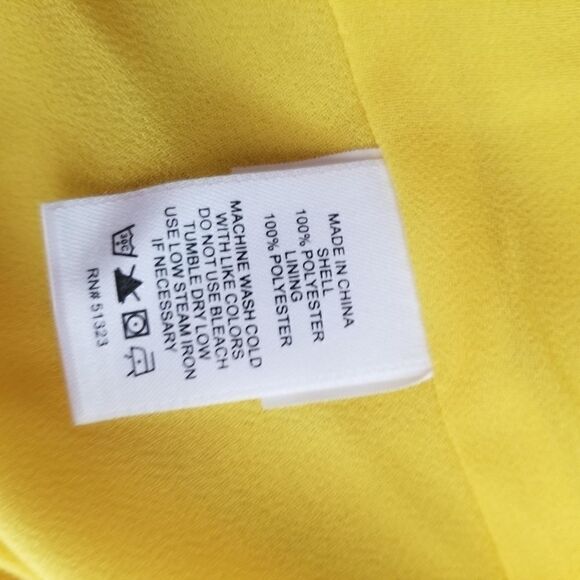 MADE IN CHINA
SHELL
100% POLYESTER
LINING
100% POLYESTER
MACHINE WASH COLD
WITH LIKE COLORS
DO NOT USE BLEACH
TUMBLE DRY LOW
USE LOW STEAM IRON
IF NECESSARY
30C
RN# 51323